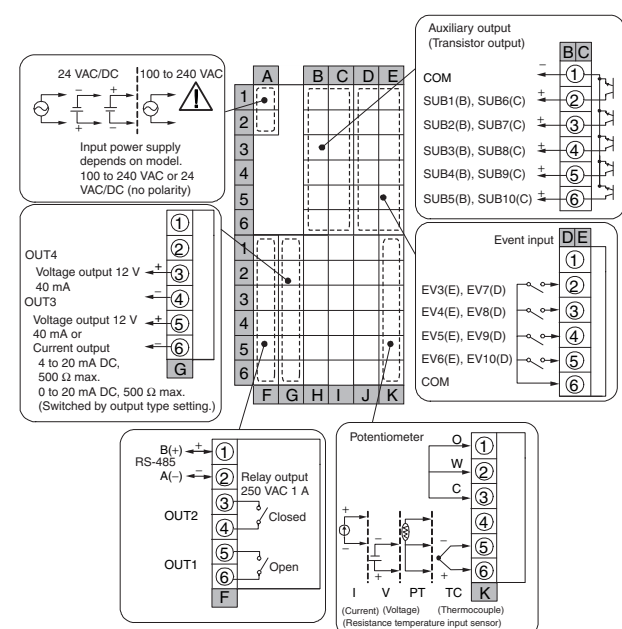 24 VAC/DC
100 to 240 VAC
− + − +
+ −
Input power supply
depends on model.
100 to 240 VAC or 24
VAC/DC (no polarity)
A B C D E
1
2
3
4
5
6
1
2
3
4
5
6
F G H I J K
Auxiliary output
(Transistor output)
B C
− COM 1
+ SUB1(B), SUB6(C) 2
+ SUB2(B), SUB7(C) 3
+ SUB3(B), SUB8(C) 4
+ SUB4(B), SUB9(C) 5
+ SUB5(B), SUB10(C) 6
Event input D E
1
EV3(E), EV7(D) 2
EV4(E), EV8(D) 3
EV5(E), EV9(D) 4
EV6(E), EV10(D) 5
COM 6
1
2
OUT4
Voltage output 12 V + 3
40 mA
− 4
OUT3
Voltage output 12 V + 5
40 mA or
− 6
Current output
4 to 20 mA DC,
500 Ω max.
0 to 20 mA DC, 500 Ω max.
(Switched by output type setting.)
G
B(+) + 1
RS-485
A(−) − 2
Relay output
250 VAC 1 A
3
OUT2 Closed
4
5
OUT1 Open
6
F
Potentiometer
O 1
W 2
C 3
4
5
6
+ − − + − +
I V PT TC K
(Current) (Voltage) (Thermocouple)
(Resistance temperature input sensor)